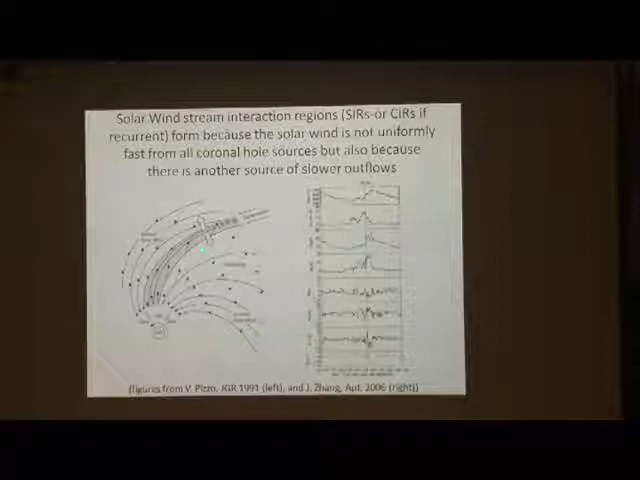 Solar Wind stream interaction regions (SIRs-or CIRs if
recurrent) form because the solar wind is not uniformly
fast from all coronal hole sources but also because
there is another source of slower outflows
(figures from V. Pizzo, JGR 1991 (left), and J. Zhang, ApJ, 2006 (right))